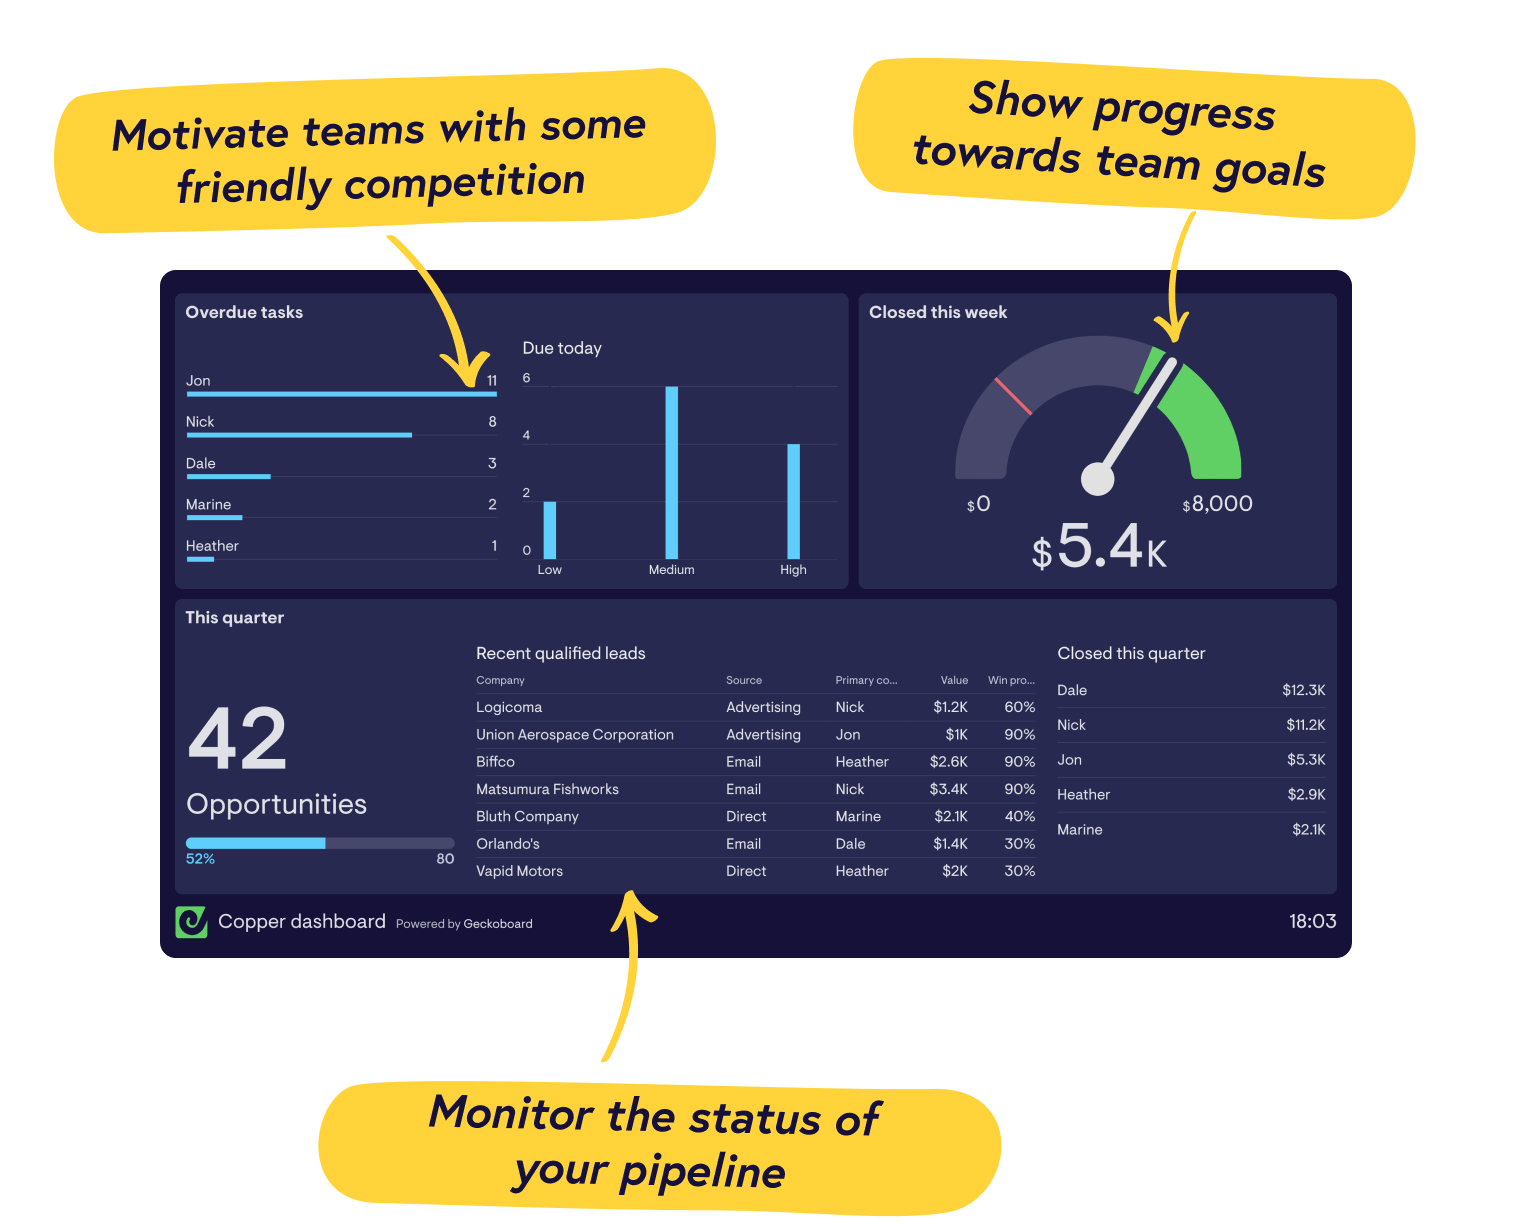 Motivate teams with some
friendly competition
Show progress
towards team goals
Overdue tasks
Jon 11
Nick 8
Dale 3
Marine 2
Heather 1
Due today
6
4
2
0
Low Medium High
Closed this week
$0 $8,000
$5.4K
This quarter
42
Opportunities
52% 80
Recent qualified leads
Company Source Primary co... Value Win pro...
Logicoma Advertising Nick $1.2K 60%
Union Aerospace Corporation Advertising Jon $1K 90%
Biffco Email Heather $2.6K 90%
Matsumura Fishworks Email Nick $3.4K 90%
Bluth Company Direct Marine $2.1K 40%
Orlando's Email Dale $1.4K 30%
Vapid Motors Direct Heather $2K 30%
Closed this quarter
Dale $12.3K
Nick $11.2K
Jon $5.3K
Heather $2.9K
Marine $2.1K
Copper dashboard Powered by Geckoboard 18:03
Monitor the status of
your pipeline